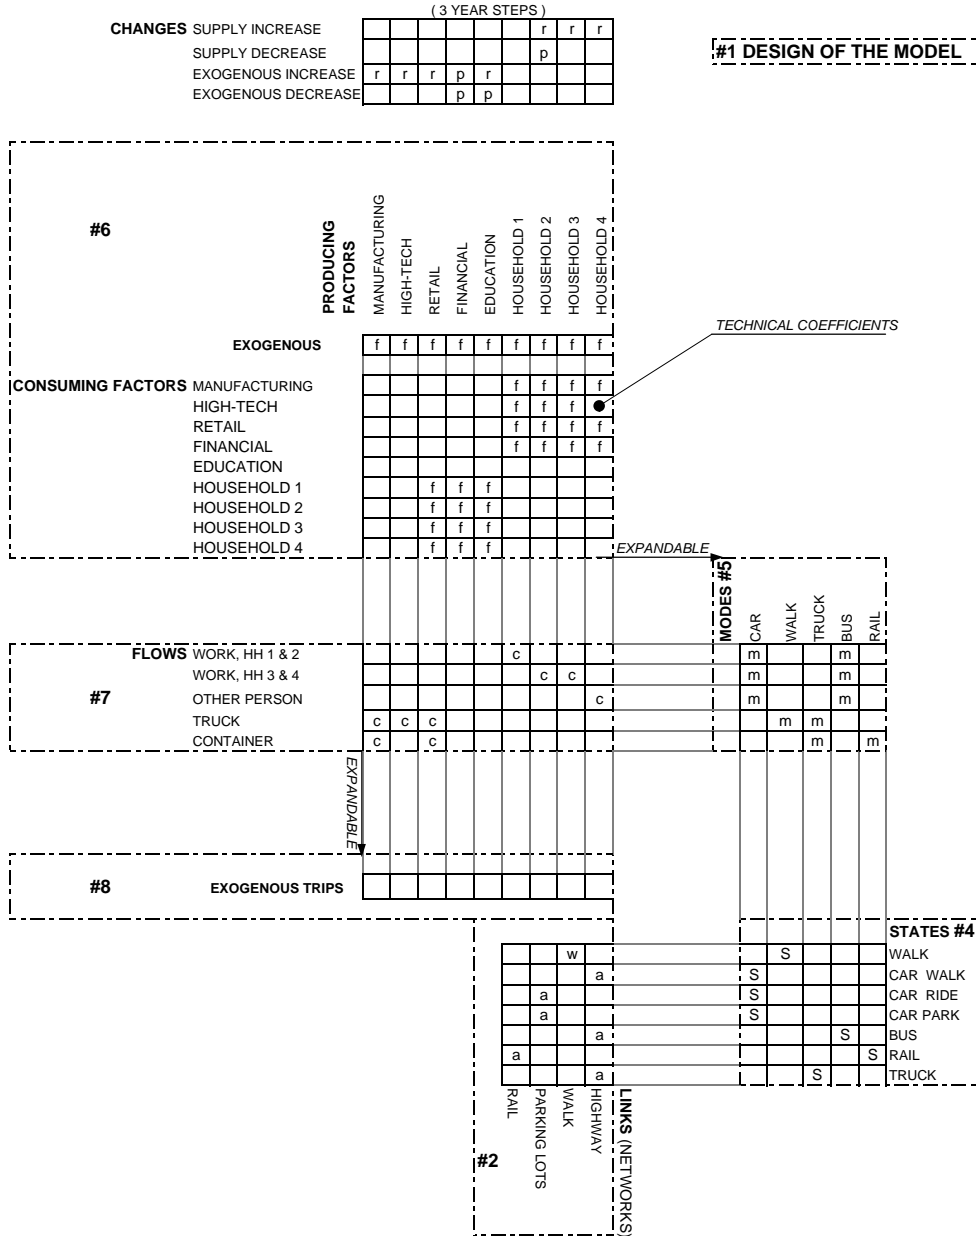 ( 3 YEAR STEPS )
CHANGES SUPPLY INCREASE r r r
SUPPLY DECREASE p
EXOGENOUS INCREASE r r r p r
EXOGENOUS DECREASE p p
#1 DESIGN OF THE MODEL
#6
PRODUCING
FACTORS
MANUFACTURING
HIGH-TECH
RETAIL
FINANCIAL
EDUCATION
HOUSEHOLD 1
HOUSEHOLD 2
HOUSEHOLD 3
HOUSEHOLD 4
TECHNICAL COEFFICIENTS
EXOGENOUS f f f f f f f f f
CONSUMING FACTORS MANUFACTURING f f f f
HIGH-TECH f f f
RETAIL f f f f
FINANCIAL f f f f
EDUCATION
HOUSEHOLD 1 f f f
HOUSEHOLD 2 f f f
HOUSEHOLD 3 f f f
HOUSEHOLD 4 f f f
EXPANDABLE
MODES #5
CAR
WALK
TRUCK
BUS
RAIL
#7
FLOWS WORK, HH 1 & 2 c m m
WORK, HH 3 & 4 c c m m
OTHER PERSON c m m
TRUCK c c c m m
CONTAINER c c m m
EXPANDABLE
#8 EXOGENOUS TRIPS
STATES #4
w S WALK
a S CAR WALK
a S CAR RIDE
a S CAR PARK
a S BUS
a S RAIL
a S TRUCK
RAIL
PARKING LOTS
WALK
HIGHWAY
LINKS (NETWORKS)
#2